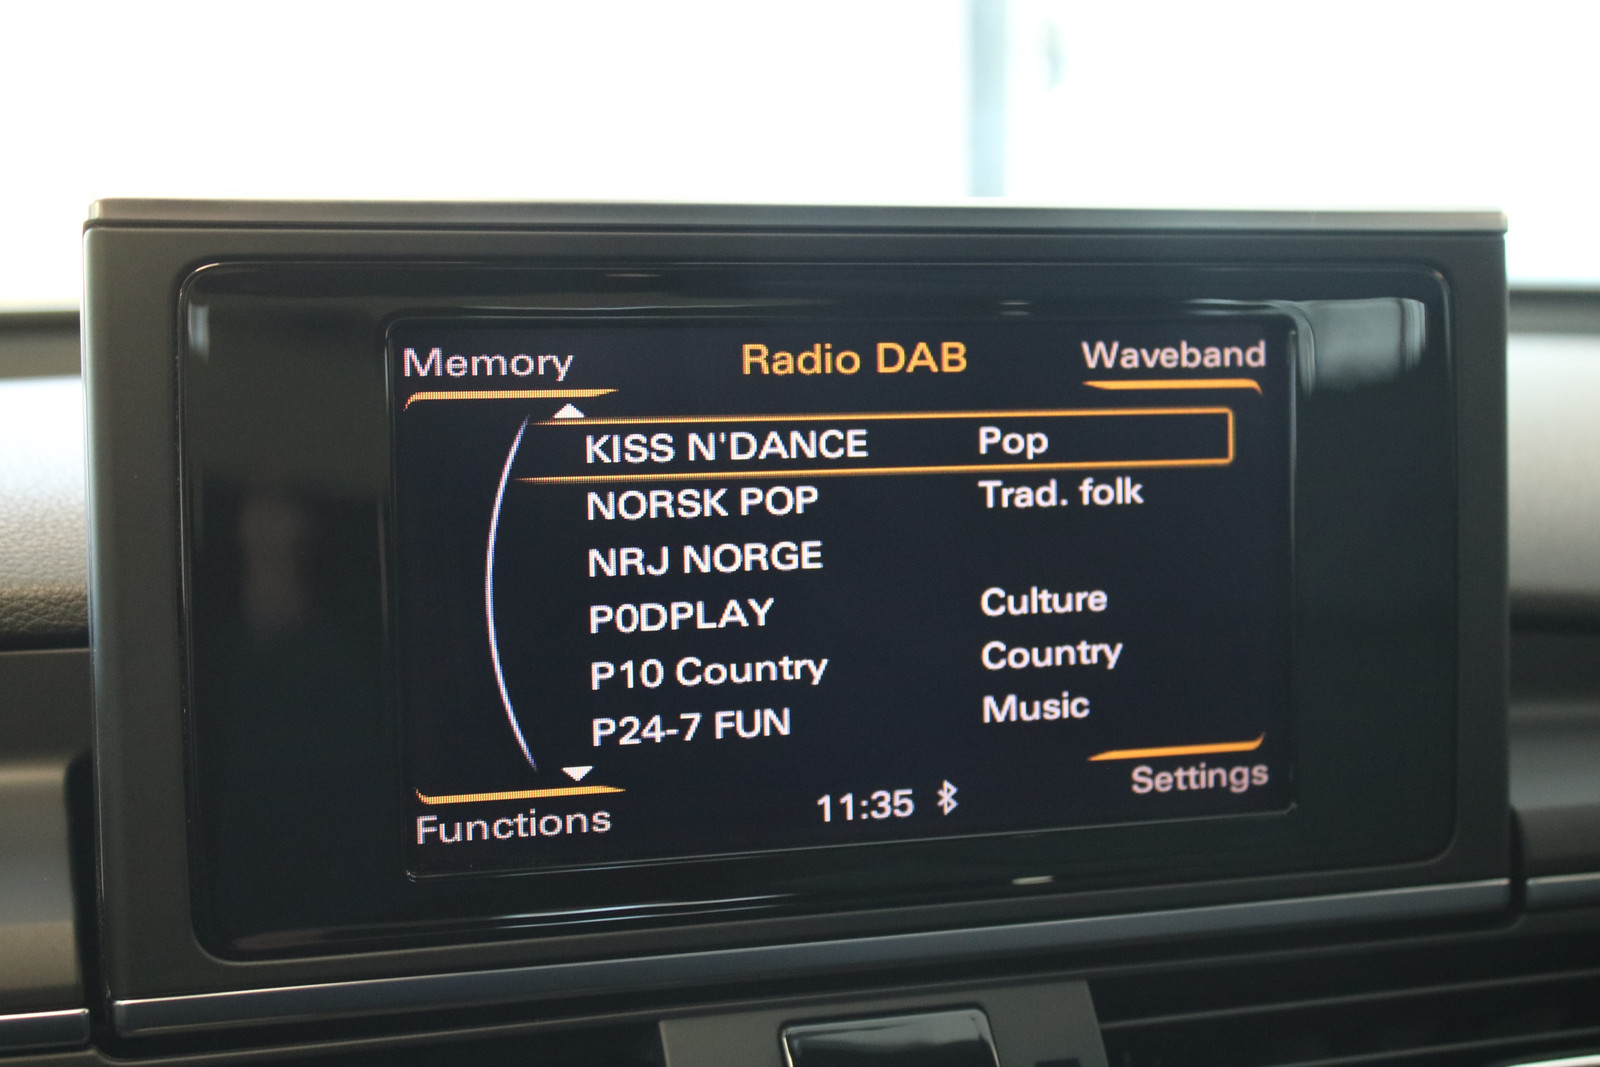 Memory Radio DAB Waveband
KISS N'DANCE Pop
NORSK POP Trad. folk
NRJ NORGE
P0DPLAY Culture
P10 Country Country
P24-7 FUN Music
Functions 11:35 Settings